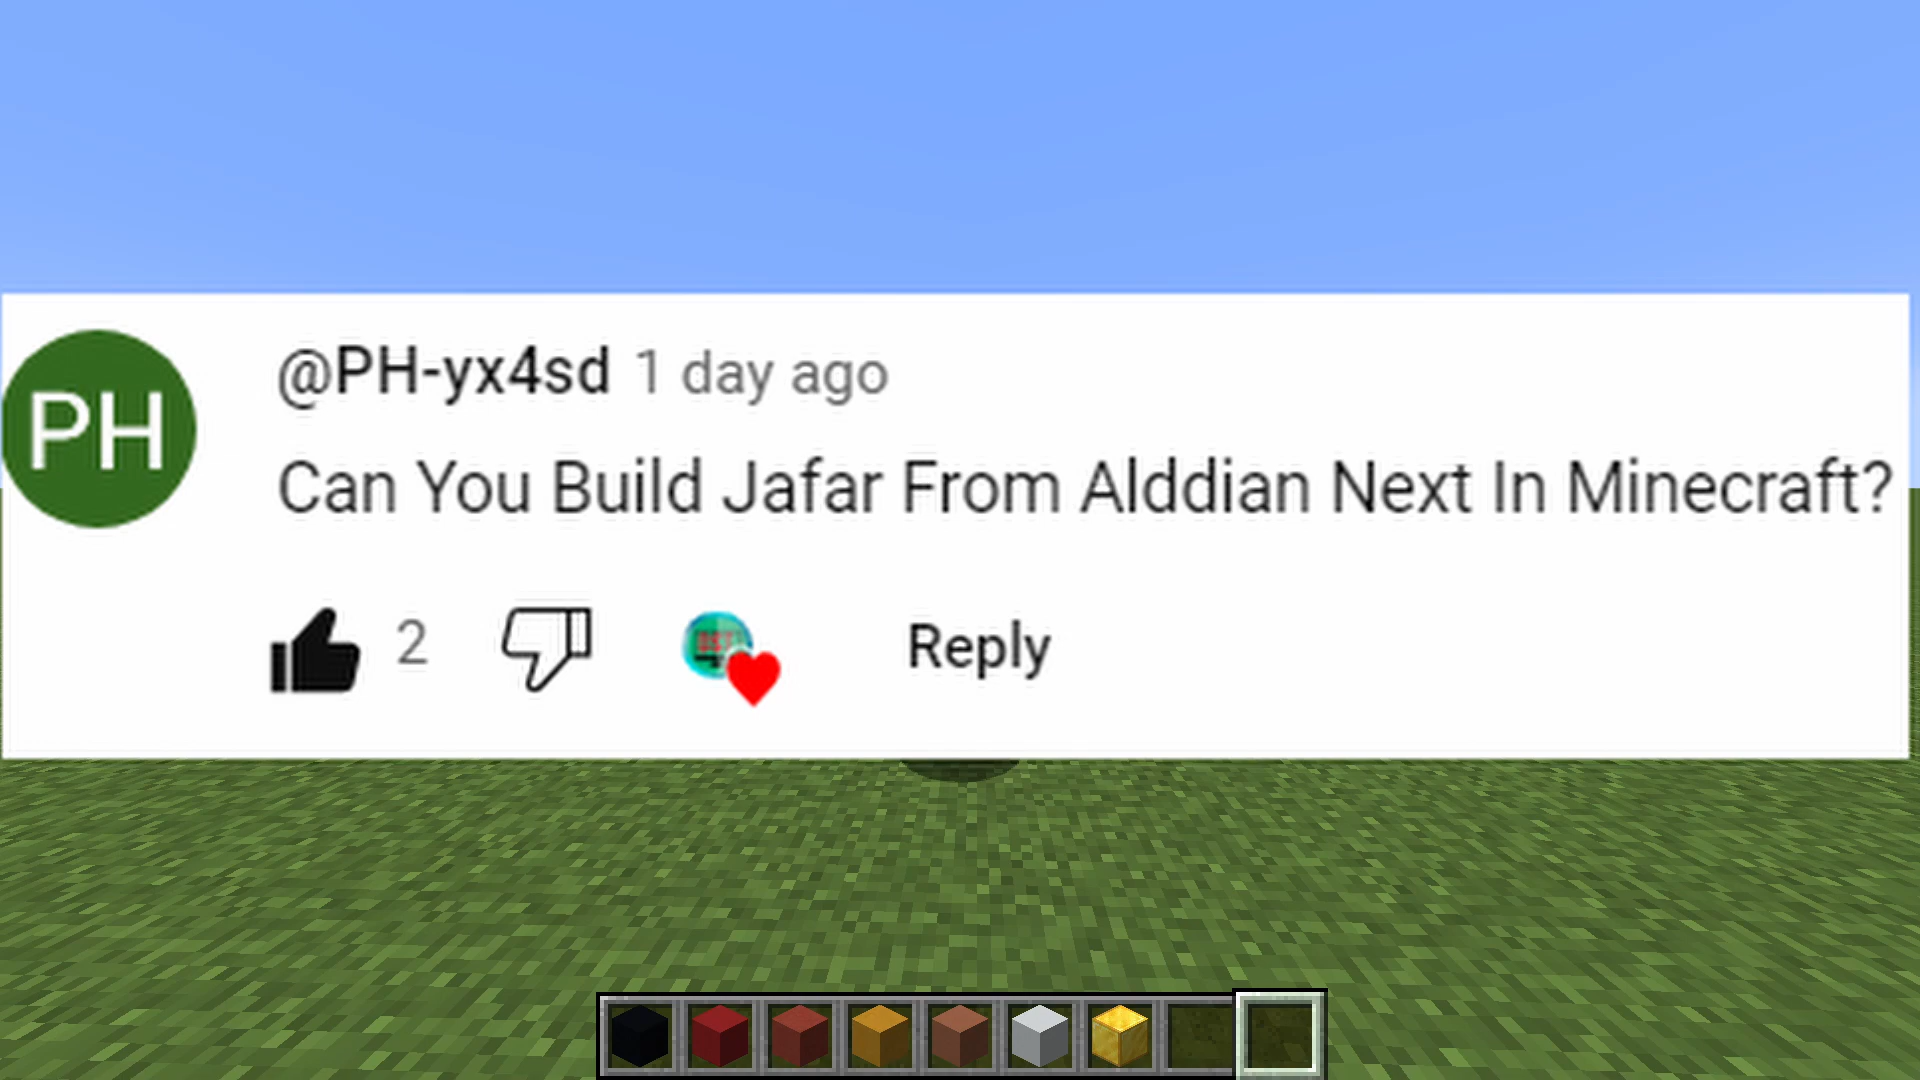 PH
@PH-yx4sd 1 day ago
Can You Build Jafar From Alddian Next In Minecraft?
2
Reply